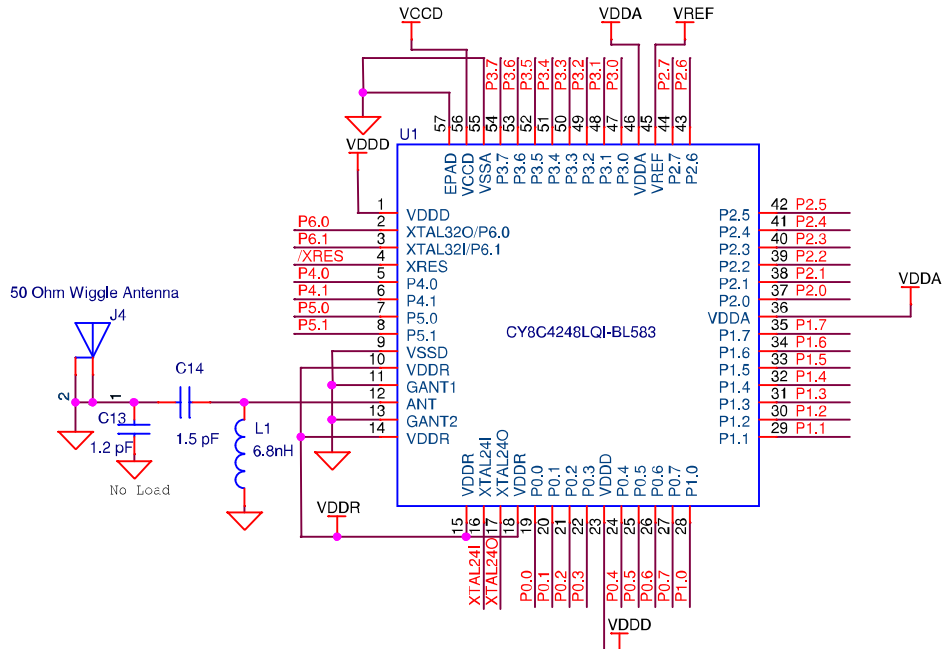 VCCD
VDDA
VREF
P3.7
P3.6
P3.5
P3.4
P3.3
P3.2
P3.1
P3.0
P2.7
P2.6
57
56
55
54
53
52
51
50
49
48
47
46
45
44
43
U1
VDDD
EPAD
VCCD
VSSA
P3.7
P3.6
P3.5
P3.4
P3.3
P3.2
P3.1
P3.0
VDDA
VREF
P2.7
P2.6
1 VDDD
P6.0 2 XTAL32O/P6.0
P6.1 3 XTAL32I/P6.1
/XRES 4 XRES
P4.0 5 P4.0
P4.1 6 P4.1
P5.0 7 P5.0
P5.1 8 P5.1
9 VSSD
10 VDDR
11 GANT1
12 ANT
13 GANT2
14 VDDR
CY8C4248LQI-BL583
P2.5 42 P2.5
P2.4 41 P2.4
P2.3 40 P2.3
P2.2 39 P2.2
P2.1 38 P2.1
P2.0 37 P2.0
VDDA 36
VDDA
P1.7 35 P1.7
P1.6 34 P1.6
P1.5 33 P1.5
P1.4 32 P1.4
P1.3 31 P1.3
P1.2 30 P1.2
P1.1 29 P1.1
50 Ohm Wiggle Antenna
J4
2
1
C14
1.5 pF
C13
1.2 pF
No Load
L1
6.8nH
VDDR
VDDR
XTAL24I
XTAL24O
VDDR
P0.0
P0.1
P0.2
P0.3
VDDD
P0.4
P0.5
P0.6
P0.7
P1.0
15
16
17
18
19
20
21
22
23
24
25
26
27
28
XTAL24I
XTAL24O
P0.0
P0.1
P0.2
P0.3
P0.4
P0.5
P0.6
P0.7
P1.0
VDDD